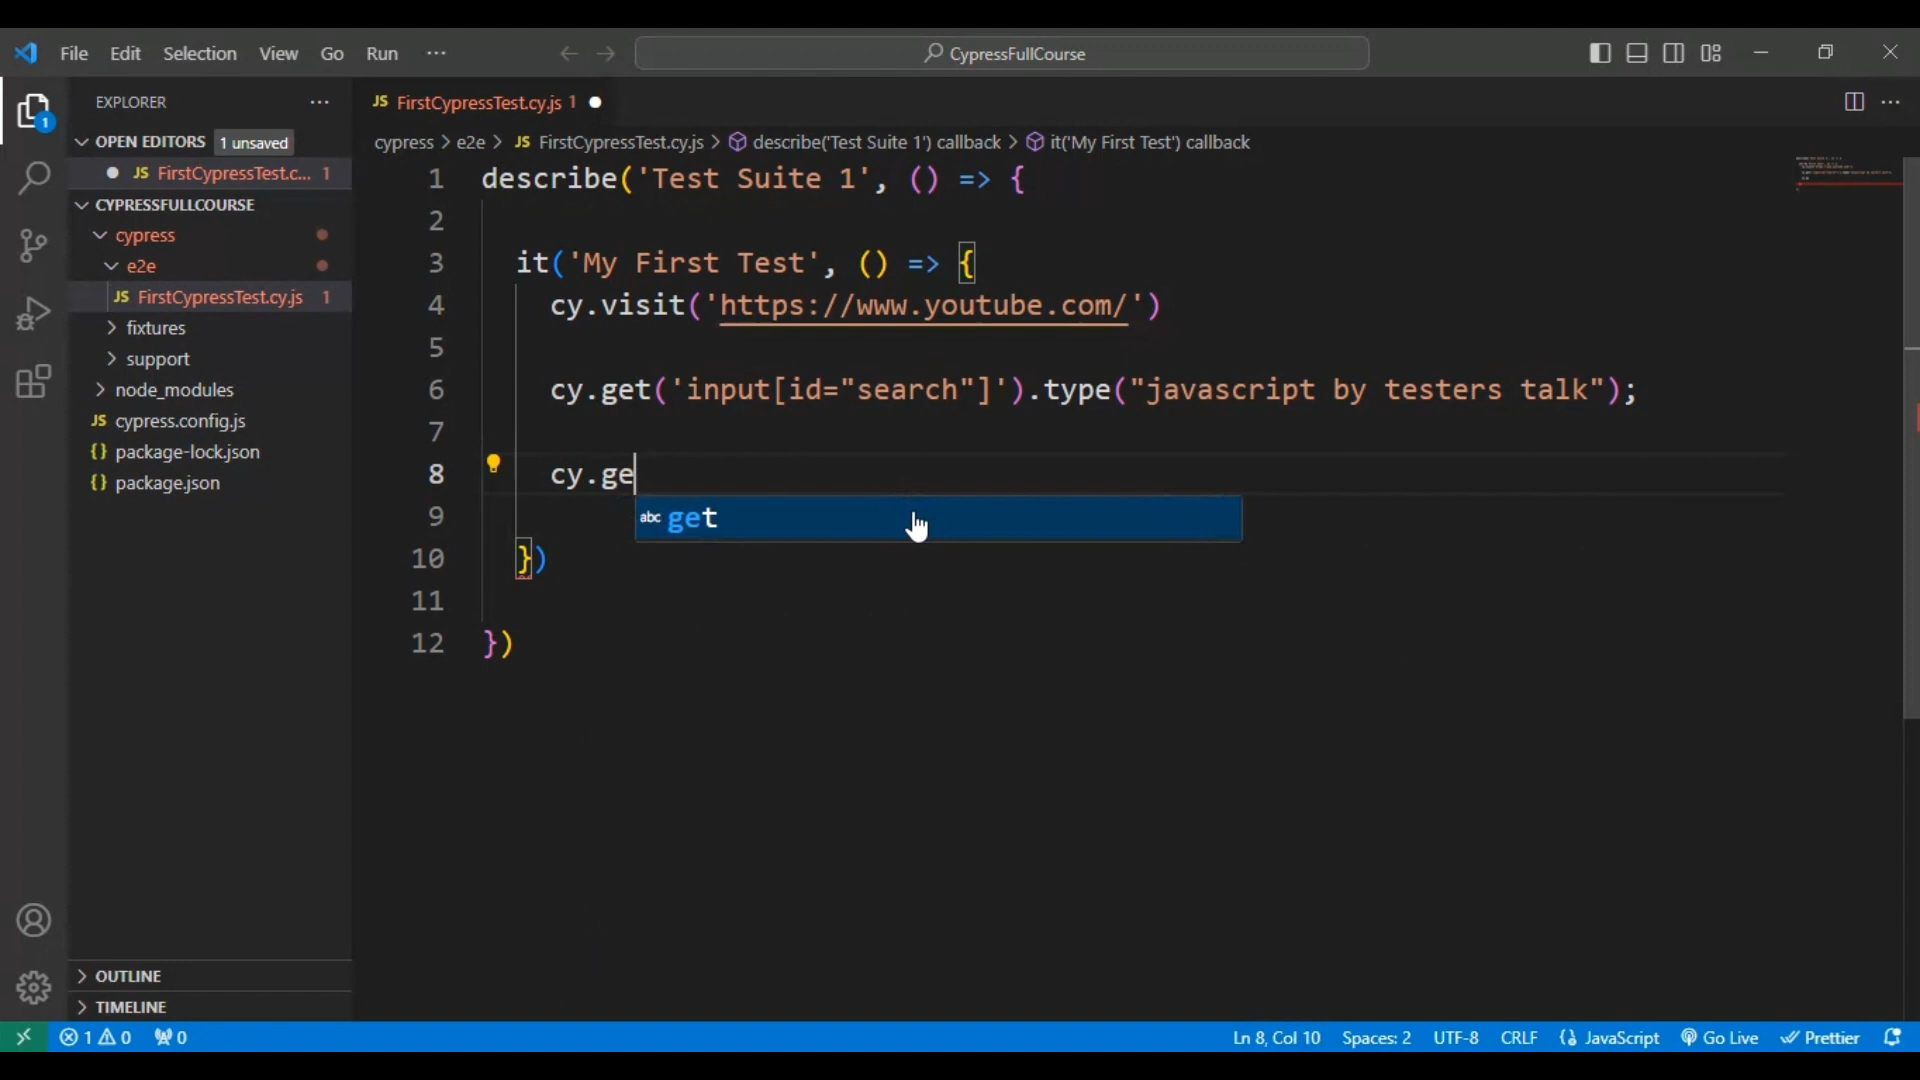 File Edit Selection View Go Run ··· CypressFullCourse
EXPLORER ···
OPEN EDITORS 1 unsaved
JS FirstCypressTest.c... 1
CYPRESSFULLCOURSE
cypress
e2e
JS FirstCypressTest.cy.js 1
fixtures
support
node_modules
JS cypress.config.js
{} package-lock.json
{} package.json
OUTLINE
TIMELINE
JS FirstCypressTest.cy.js 1
cypress > e2e > JS FirstCypressTest.cy.js > describe('Test Suite 1') callback > it('My First Test') callback
1 describe('Test Suite 1', () => {
2
3 it('My First Test', () => {
4 cy.visit('https://www.youtube.com/')
5
6 cy.get('input[id="search"]').type("javascript by testers talk");
7
8 cy.ge
abc get
9
10 })
11
12 })
1 0 0 Ln 8, Col 10 Spaces: 2 UTF-8 CRLF JavaScript Go Live Prettier